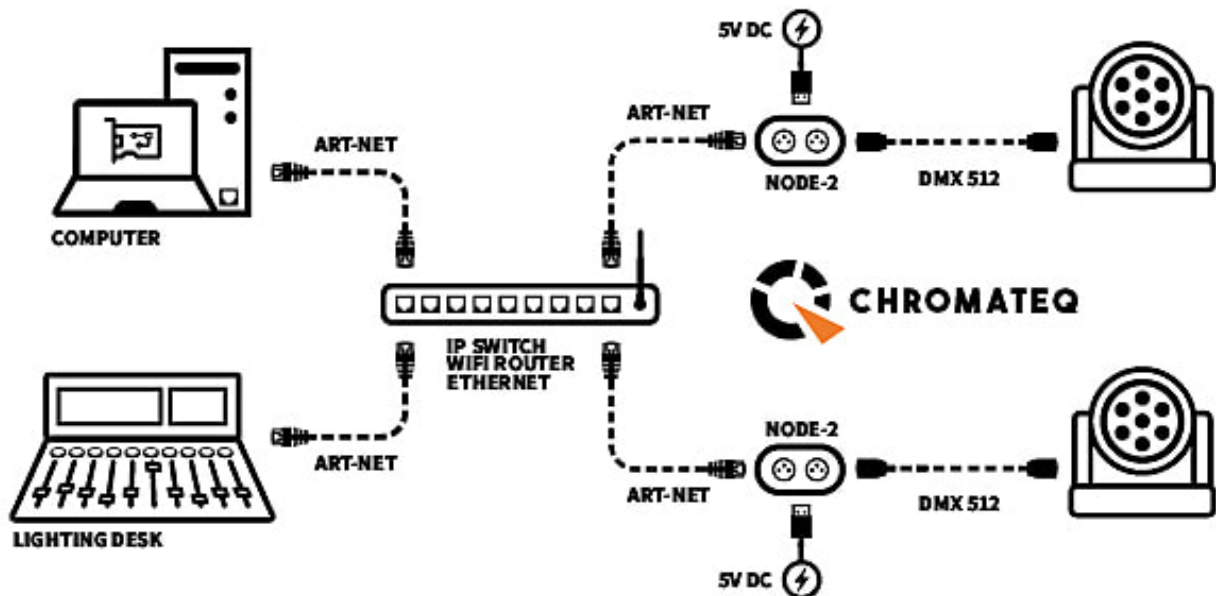 5V DC
ART-NET
ART-NET
NODE-2
DMX 512
COMPUTER
CHROMATEQ
IP SWITCH
WIFI ROUTER
ETHERNET
NODE-2
ART-NET
ART-NET
DMX 512
LIGHTING DESK
5V DC